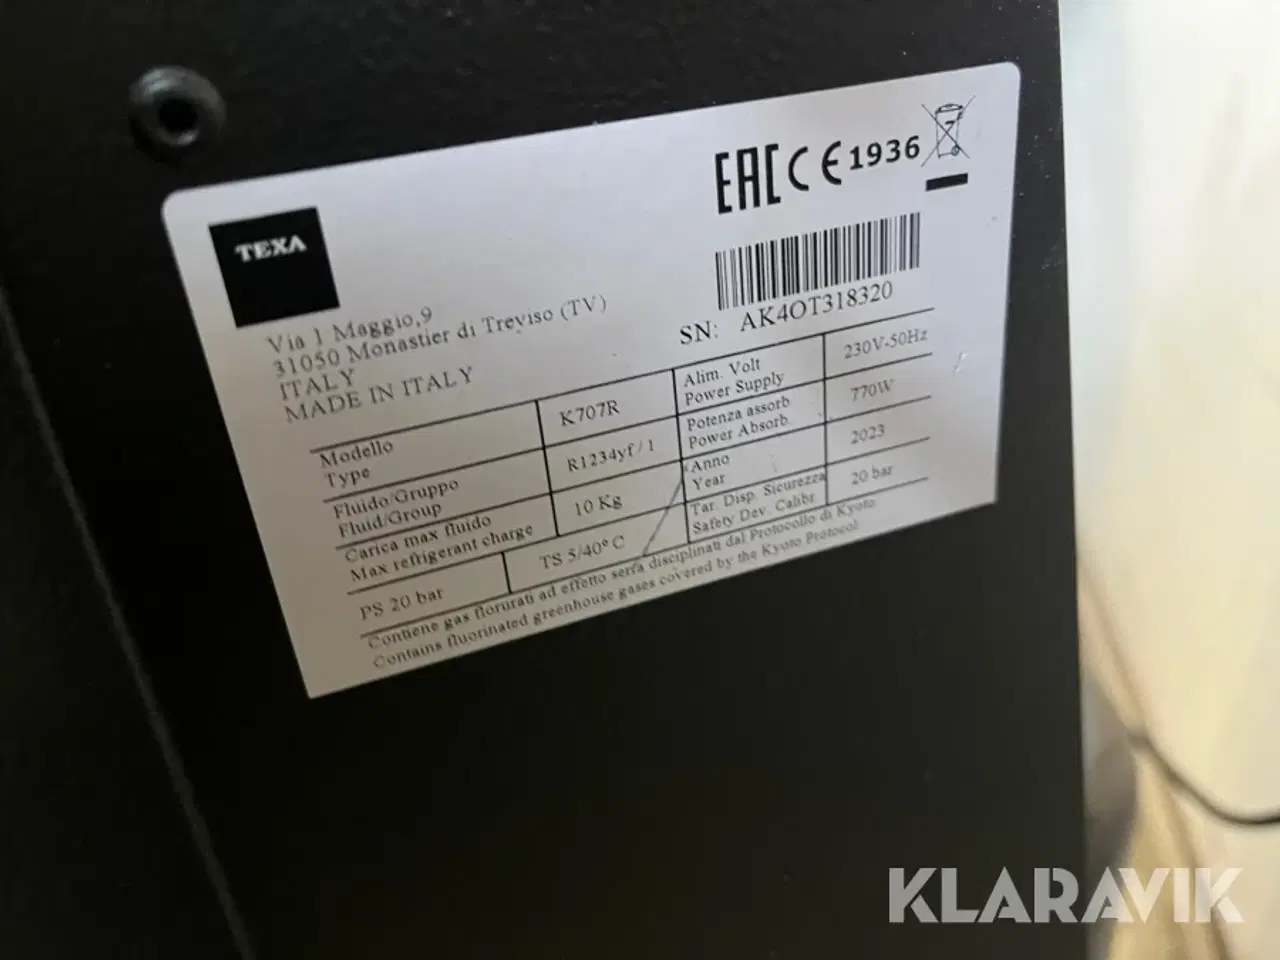 EAC CE 1936
TEXA
Via 1 Maggio,9
31050 Monastier di Treviso (TV)
ITALY
MADE IN ITALY
SN: AK4OT318320
Modello
Type
K707R
Alim. Volt
Power Supply
230V-50Hz
Fluido/Gruppo
Fluid/Group
R1234yf / 1
Potenza assorb.
Power Absorb.
770W
Carica max fluido
Max refrigerant charge
10 Kg
Anno
Year
2023
PS 20 bar
TS 5/40° C
Tar. Disp. Sicurezza
Safety Dev. Calibr.
20 bar
Contiene gas florurati ad effetto serra disciplinati dal Protocollo di Kyoto.
Contains fluorinated greenhouse gases covered by the Kyoto Protocol.
KLARAVIK